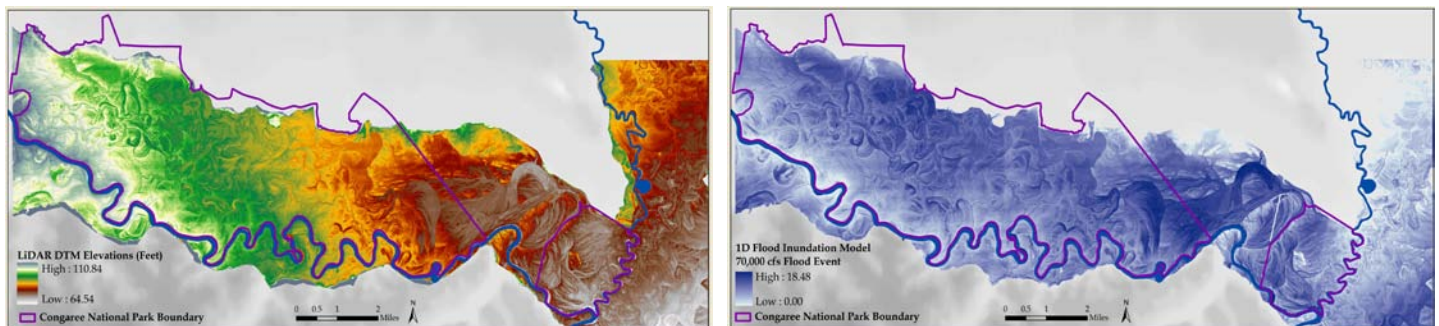 LiDAR DTM Elevations (Feet)
High : 110.84
Low : 64.54
Congaree National Park Boundary
0 0.5 1 2
Miles
N
1D Flood Inundation Model
70,000 cfs Flood Event
High : 18.48
Low : 0.00
Congaree National Park Boundary
0 0.5 1 2
Miles
N